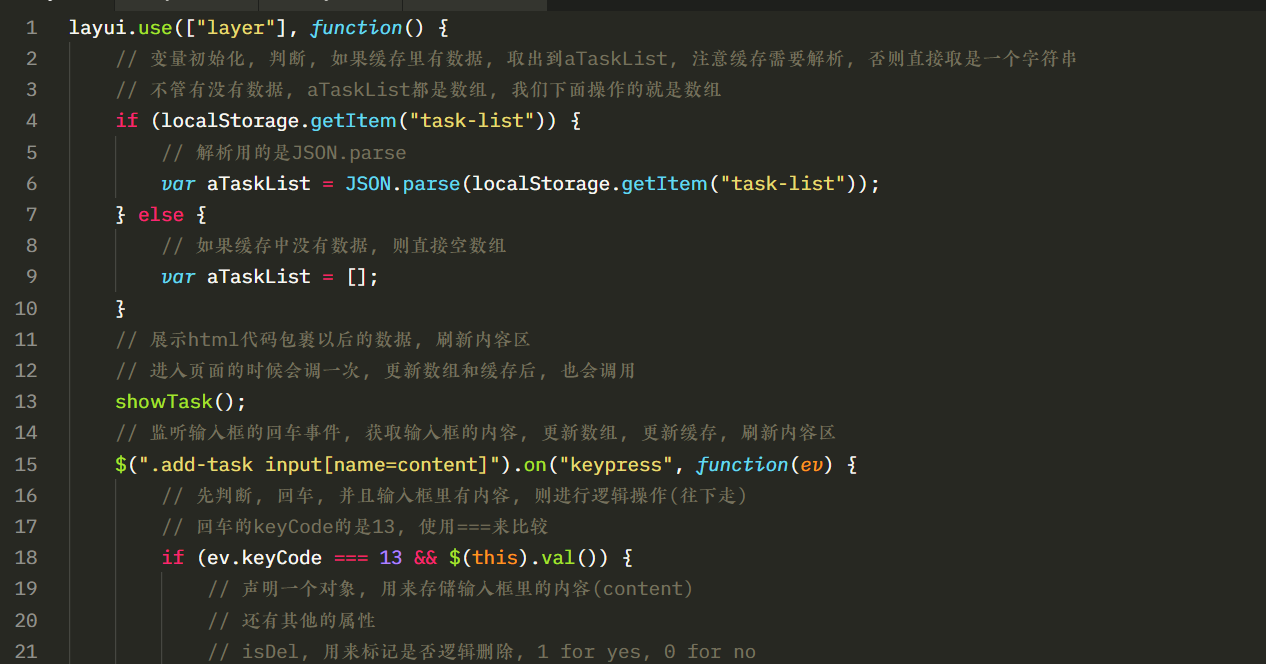 1 layui.use(["layer"], function() {
2 // 变量初始化, 判断, 如果缓存里有数据, 取出到aTaskList, 注意缓存需要解析, 否则直接取是一个字符串
3 // 不管有没有数据, aTaskList都是数组, 我们下面操作的就是数组
4 if (localStorage.getItem("task-list")) {
5 // 解析用的是JSON.parse
6 var aTaskList = JSON.parse(localStorage.getItem("task-list"));
7 } else {
8 // 如果缓存中没有数据, 则直接空数组
9 var aTaskList = [];
10 }
11 // 展示html代码包裹以后的数据, 刷新内容区
12 // 进入页面的时候会调一次, 更新数组和缓存后, 也会调用
13 showTask();
14 // 监听输入框的回车事件, 获取输入框的内容, 更新数组, 更新缓存, 刷新内容区
15 $(".add-task input[name=content]").on("keypress", function(ev) {
16 // 先判断, 回车, 并且输入框里有内容, 则进行逻辑操作(往下走)
17 // 回车的keyCode的是13, 使用===来比较
18 if (ev.keyCode === 13 && $(this).val()) {
19 // 声明一个对象, 用来存储输入框里的内容(content)
20 // 还有其他的属性
21 // isDel, 用来标记是否逻辑删除, 1 for yes, 0 for no